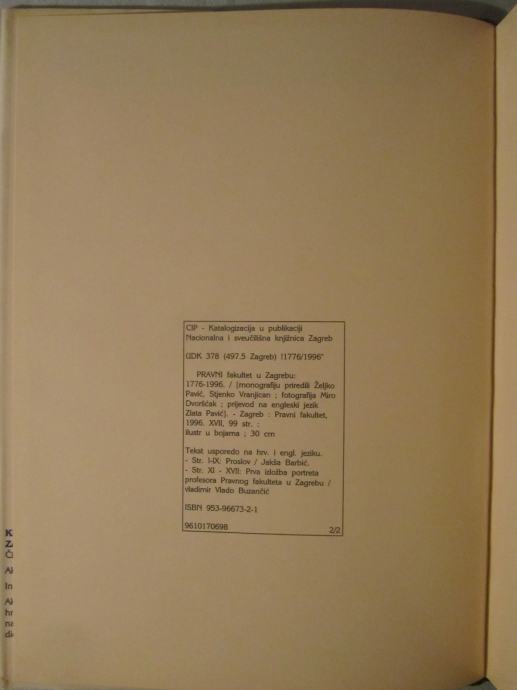 CIP - Katalogizacija u publikaciji
Nacionalna i sveučilišna knjižnica Zagreb
UDK 378 (497.5 Zagreb) !1776/1996"
PRAVNI fakultet u Zagrebu:
1776-1996. / [monografiju priredili Željko
Pavić, Stjenko Vranjican ; fotografija Miro
Dvoršćak ; prijevod na engleski jezik
Zlata Pavić]. - Zagreb : Pravni fakultet,
1996. XVII, 99 str. ;
ilustr u bojama ; 30 cm
Tekst usporedo na hrv. i engl. jeziku.
- Str. I-IX: Proslov / Jakša Barbić.
- Str. XI - XVII: Prva izložba portreta
profesora Pravnog fakulteta u Zagrebu /
vladimir Vlado Buzančić
ISBN 953-96673-2-1
9610170698 2/2